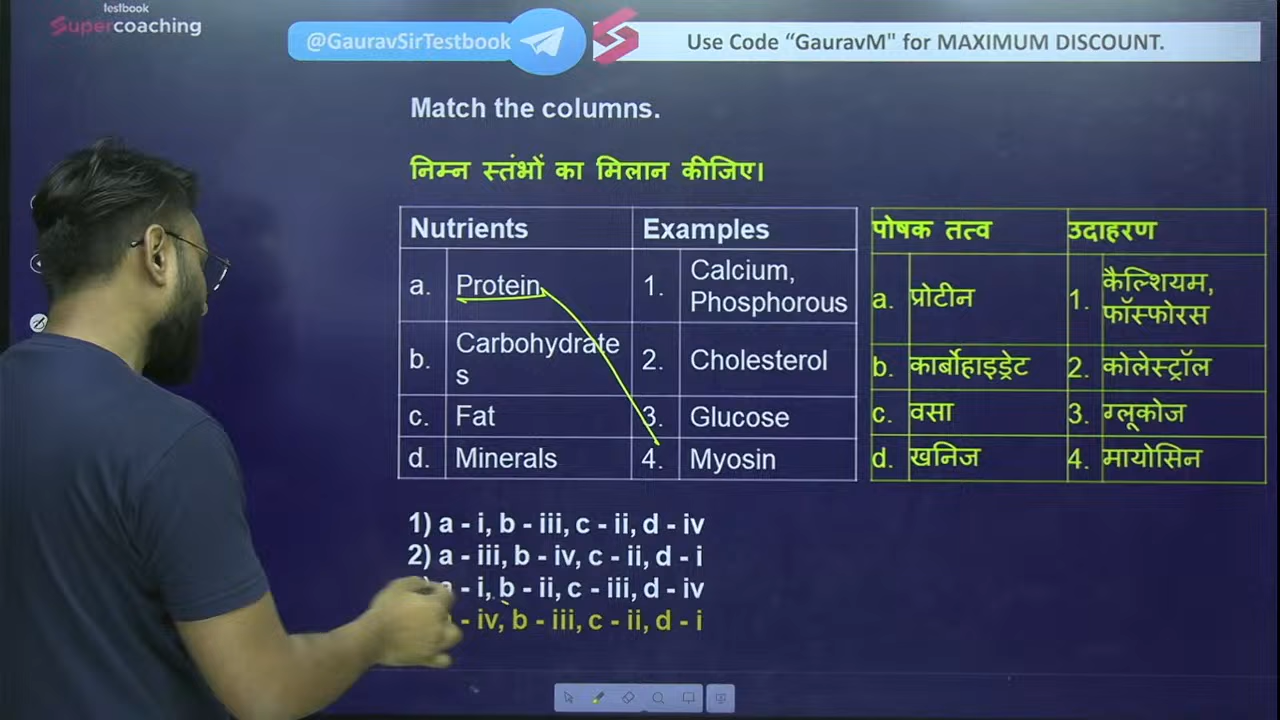 testbook
Supercoaching
@GauravSirTestbook
Use Code “GauravM" for MAXIMUM DISCOUNT.
Match the columns.
निम्न स्तंभों का मिलान कीजिए।
Nutrients Examples
a. Protein 1. Calcium,
Phosphorous
b. Carbohydrate
s
2. Cholesterol
c. Fat 3. Glucose
d. Minerals 4. Myosin
पोषक तत्व उदाहरण
a. प्रोटीन 1. कैल्शियम,
फॉस्फोरस
b. कार्बोहाइड्रेट 2. कोलेस्ट्रॉल
c. वसा 3. ग्लूकोज
d. खनिज 4. मायोसिन
1) a - i, b - iii, c - ii, d - iv
2) a - iii, b - iv, c - ii, d - i
- i, b - ii, c - iii, d - iv
- iv, b - iii, c - ii, d - i